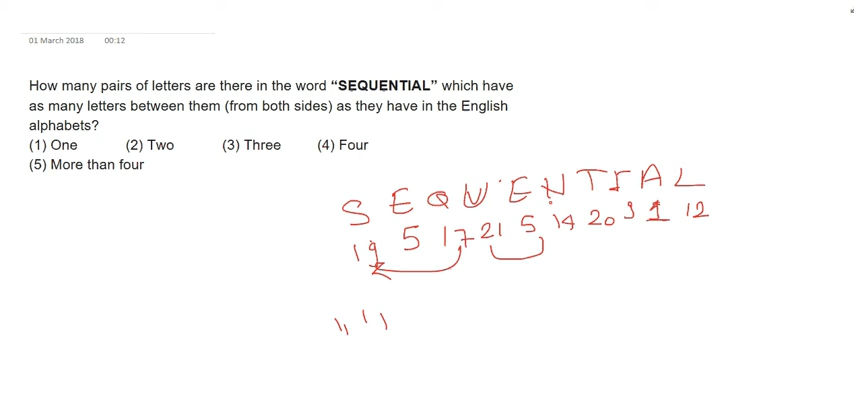 01 March 2018 00:12
How many pairs of letters are there in the word “SEQUENTIAL” which have
as many letters between them (from both sides) as they have in the English
alphabets?
(1) One (2) Two (3) Three (4) Four
(5) More than four
S E Q U E N T I A L
19 5 17 21 5 14 20 9 1 12